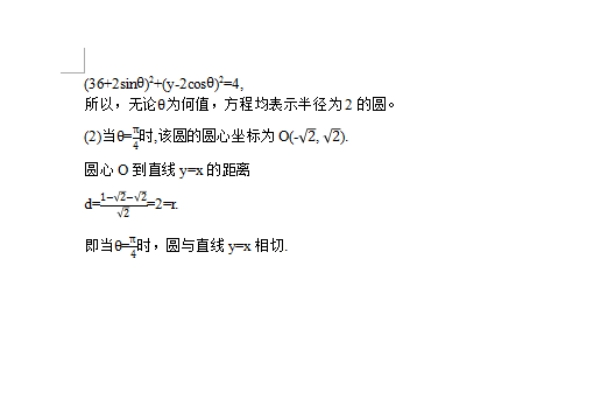 (36+2sinθ)²+(y-2cosθ)²=4,
所以，无论θ为何值，方程均表示半径为2的圆。
(2)当θ=π/4时,该圆的圆心坐标为O(-√2, √2).
圆心O到直线y=x的距离
d=(1-√2-√2)/√2=2=r.
即当θ=π/4时，圆与直线y=x相切.